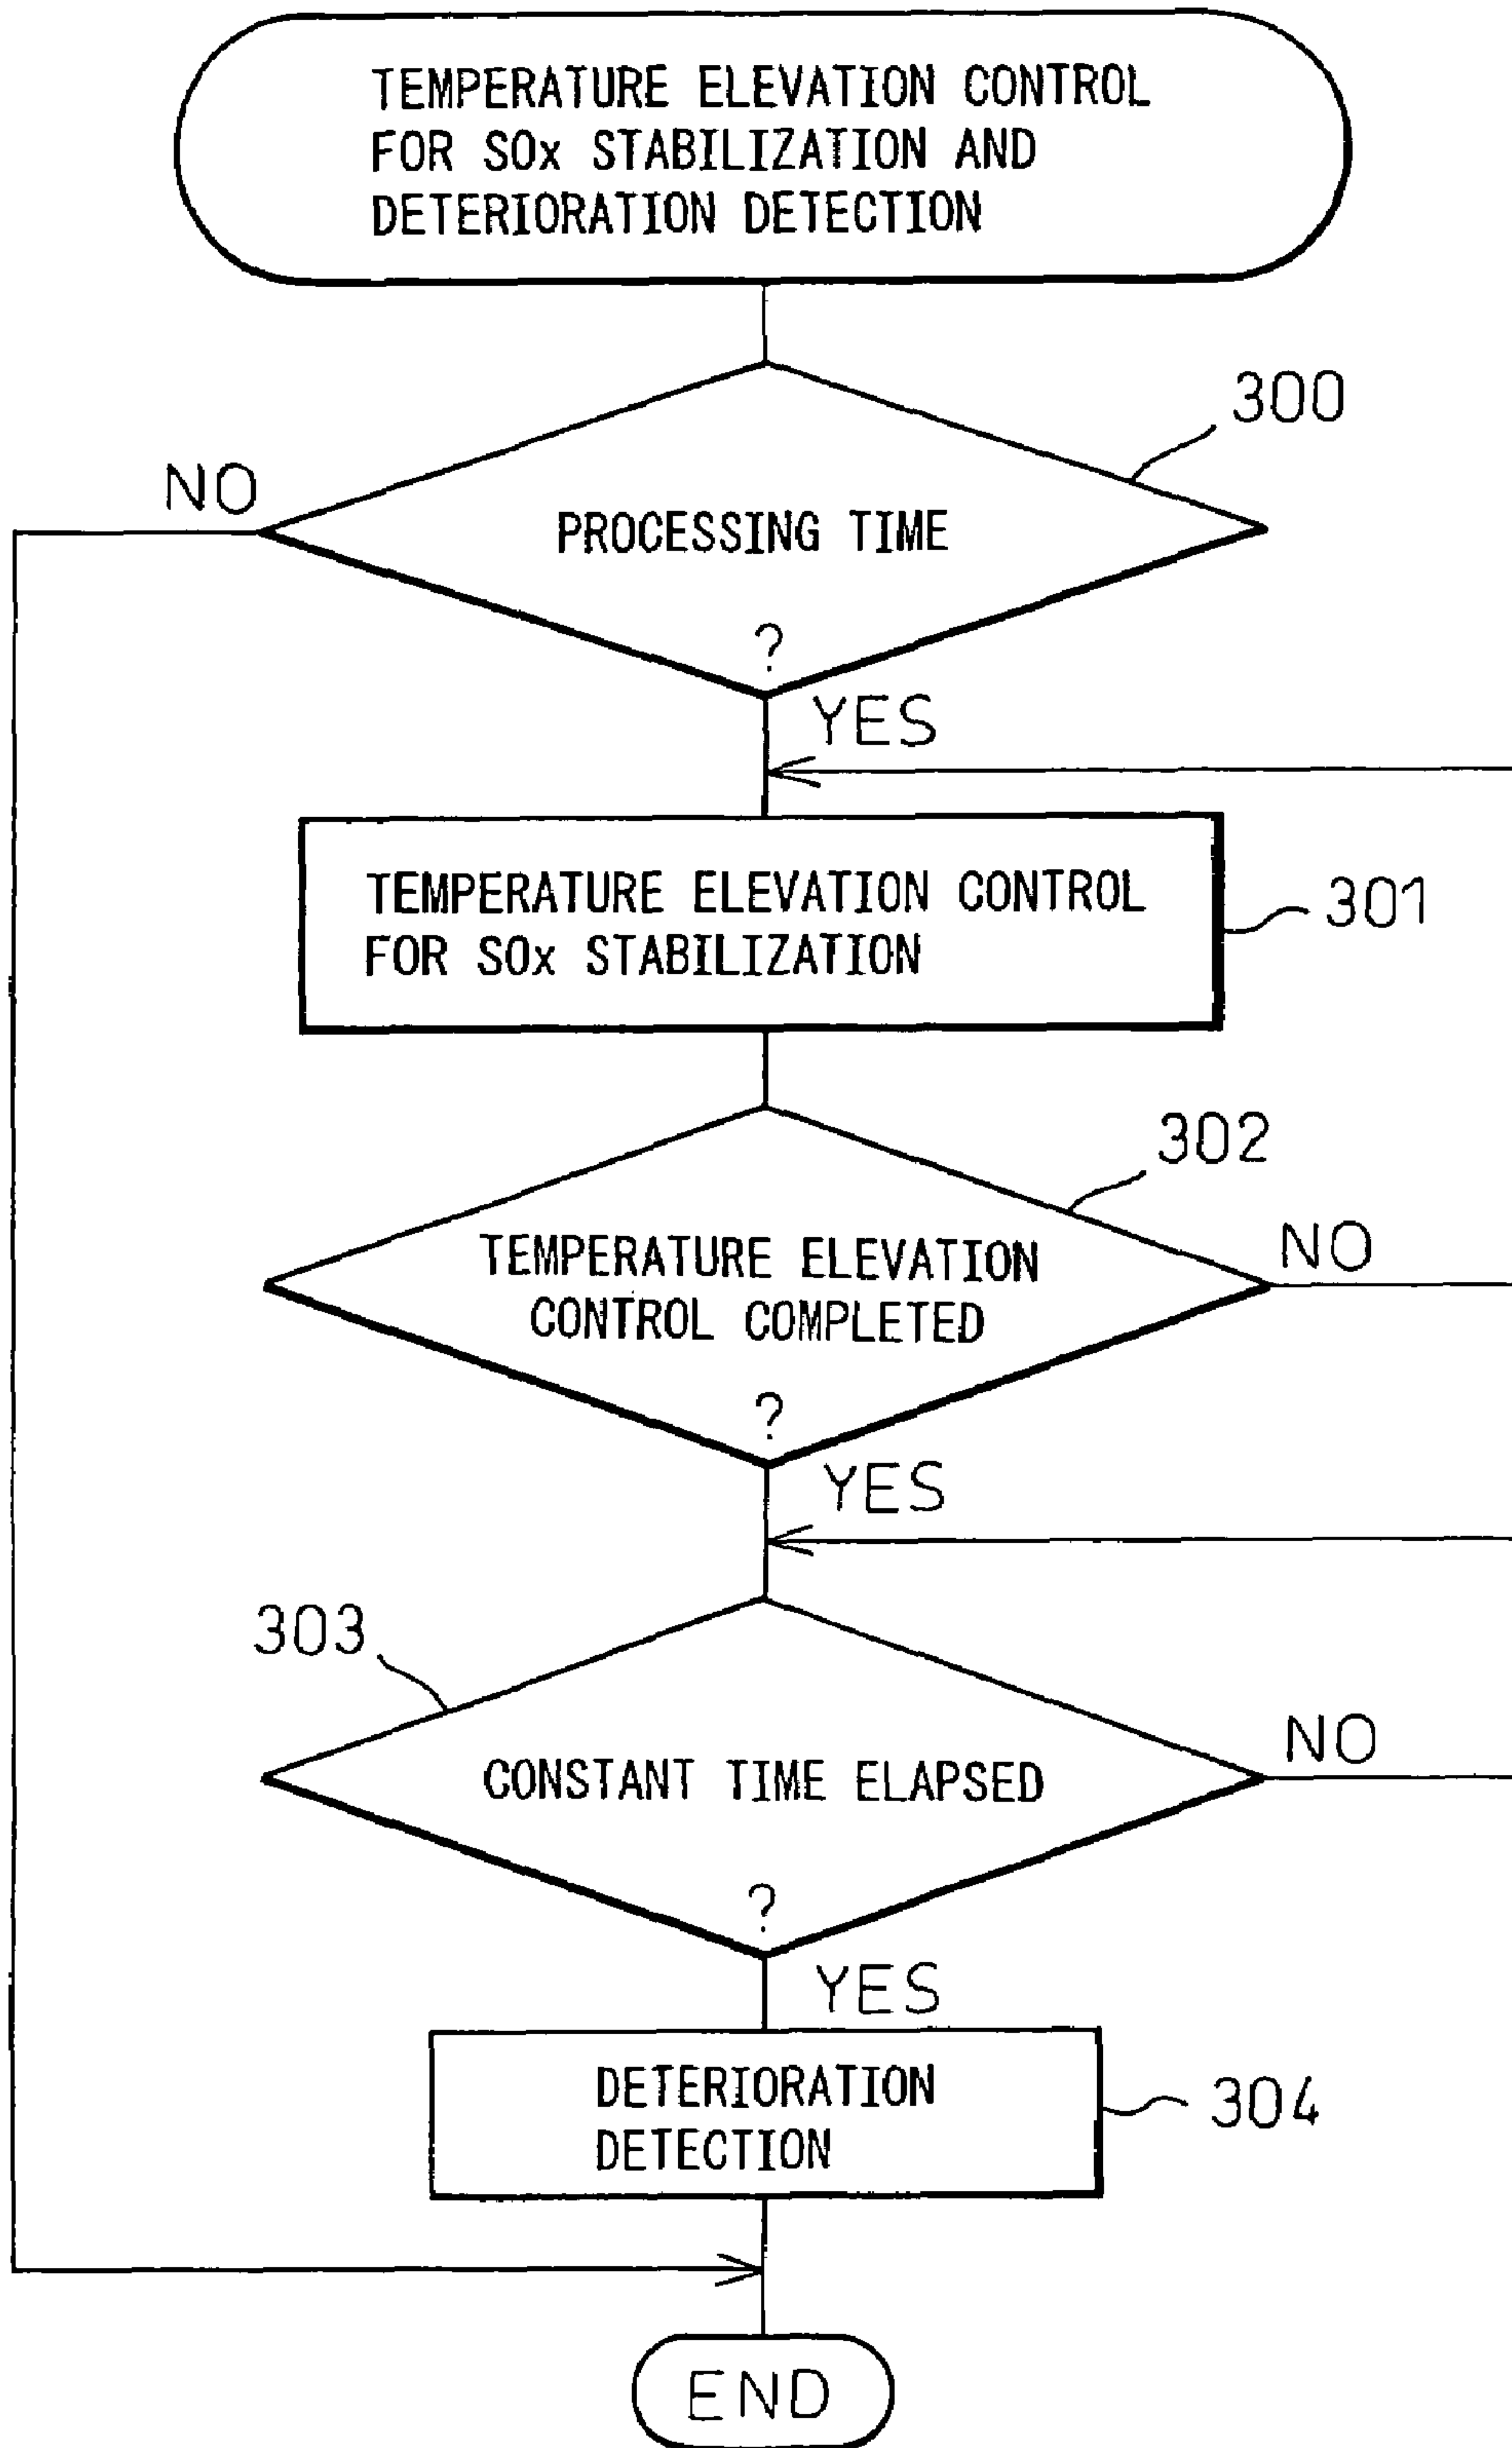 TEMPERATURE ELEVATION CONTROL
FOR SOx STABILIZATION AND
DETERIORATION DETECTION
300
NO
PROCESSING TIME
?
YES
TEMPERATURE ELEVATION CONTROL
FOR SOx STABILIZATION
301
302
NO
TEMPERATURE ELEVATION
CONTROL COMPLETED
?
YES
303
NO
CONSTANT TIME ELAPSED
?
YES
DETERIORATION
DETECTION
304
END